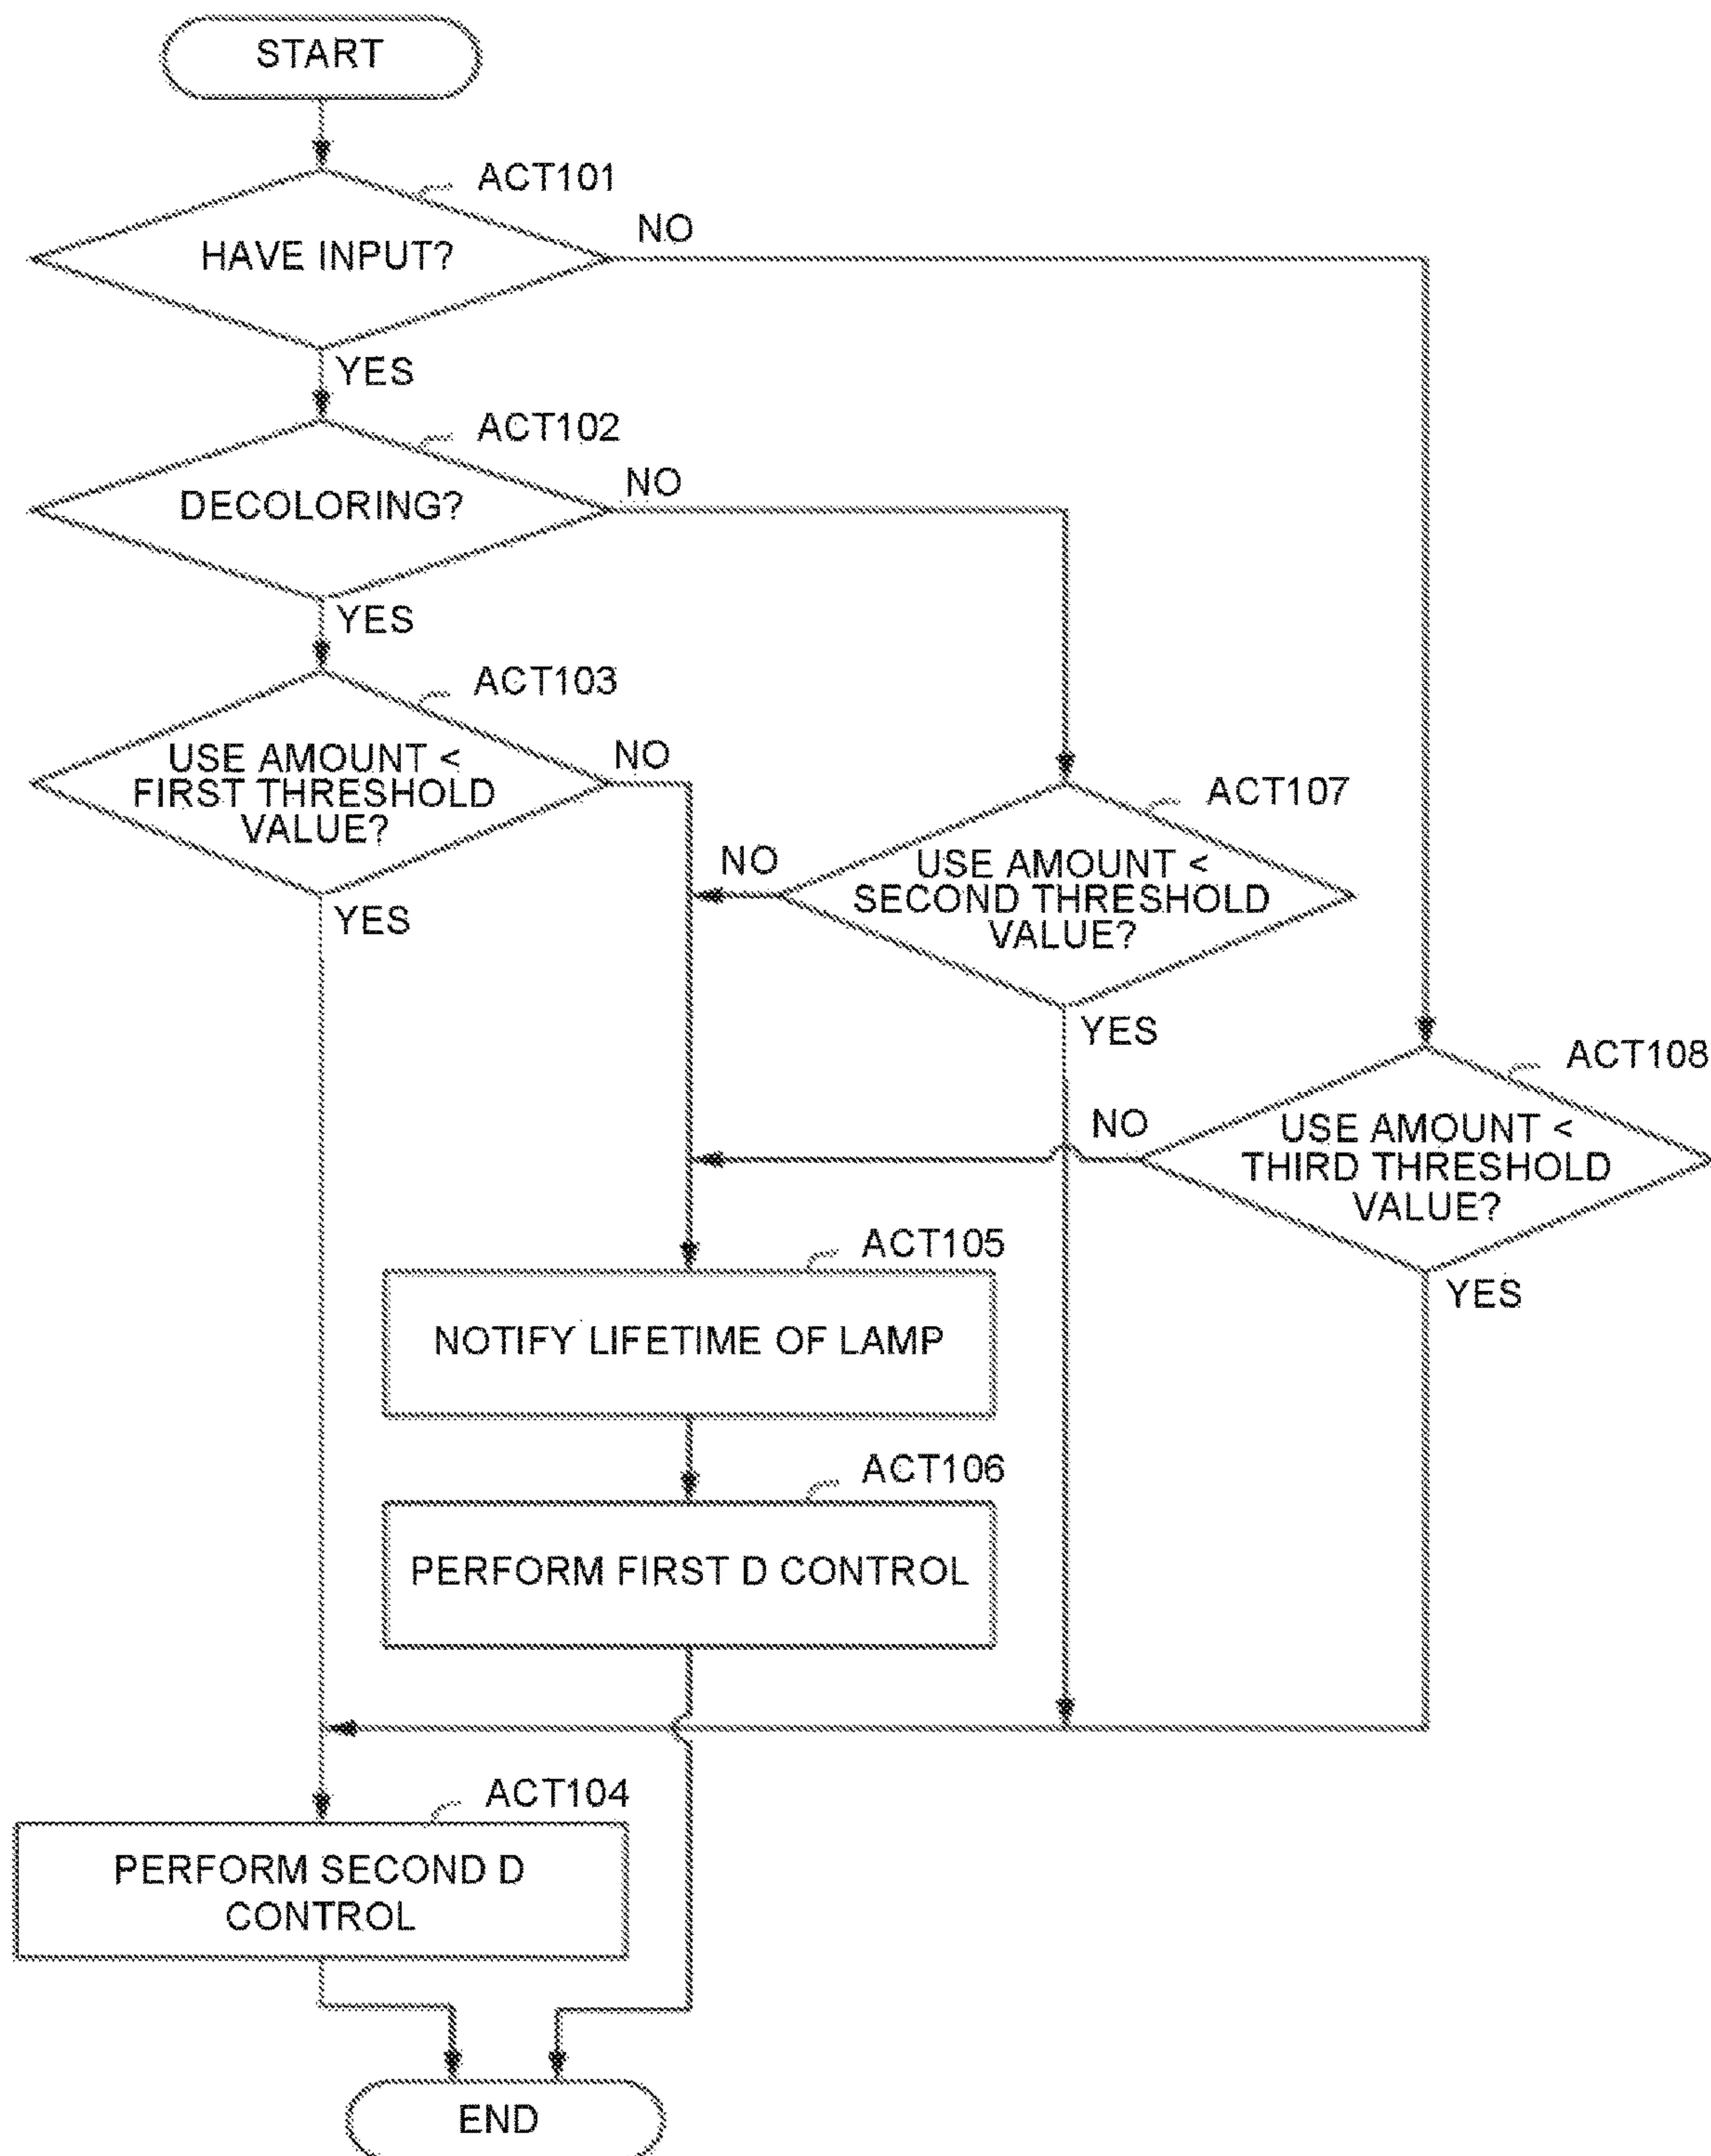 START
ACT101
HAVE INPUT?
NO
YES
ACT102
DECOLORING?
NO
YES
ACT103
USE AMOUNT <
FIRST THRESHOLD
VALUE?
NO
YES
ACT107
USE AMOUNT <
SECOND THRESHOLD
VALUE?
NO
YES
ACT108
USE AMOUNT <
THIRD THRESHOLD
VALUE?
NO
YES
ACT105
NOTIFY LIFETIME OF LAMP
ACT106
PERFORM FIRST D CONTROL
ACT104
PERFORM SECOND D
CONTROL
END